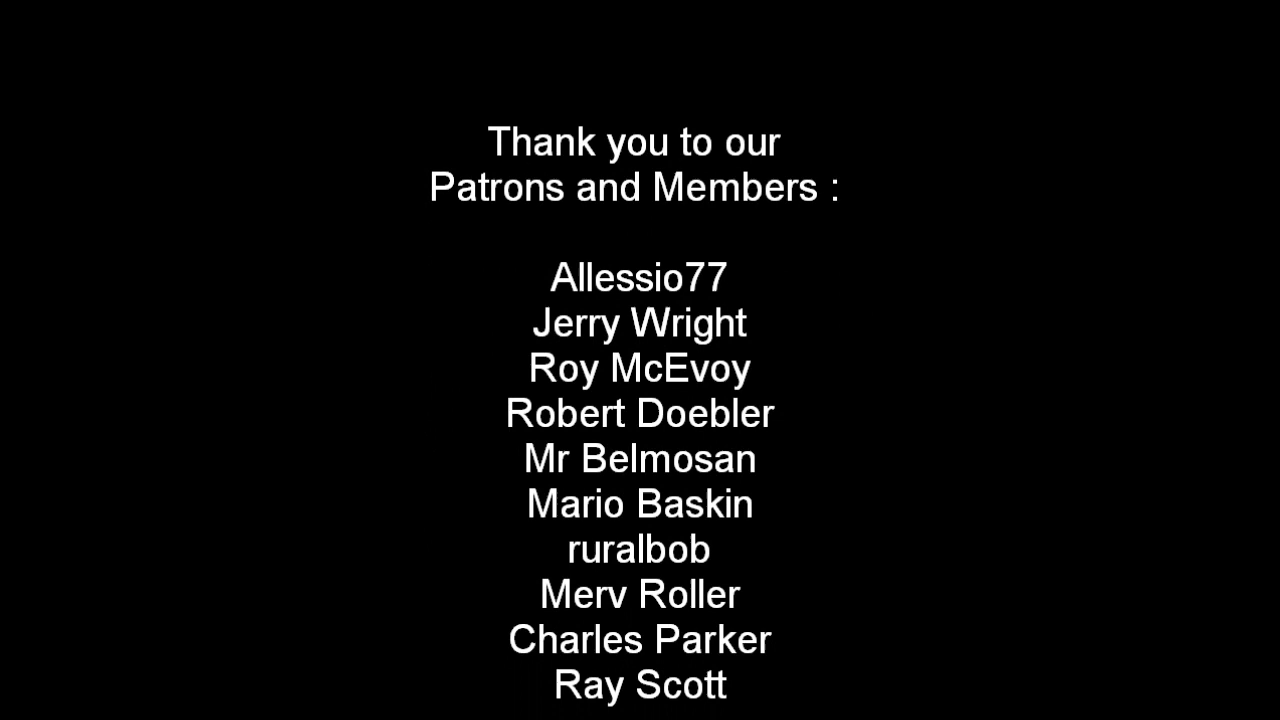 Thank you to our
Patrons and Members :
Allessio77
Jerry Wright
Roy McEvoy
Robert Doebler
Mr Belmosan
Mario Baskin
ruralbob
Merv Roller
Charles Parker
Ray Scott